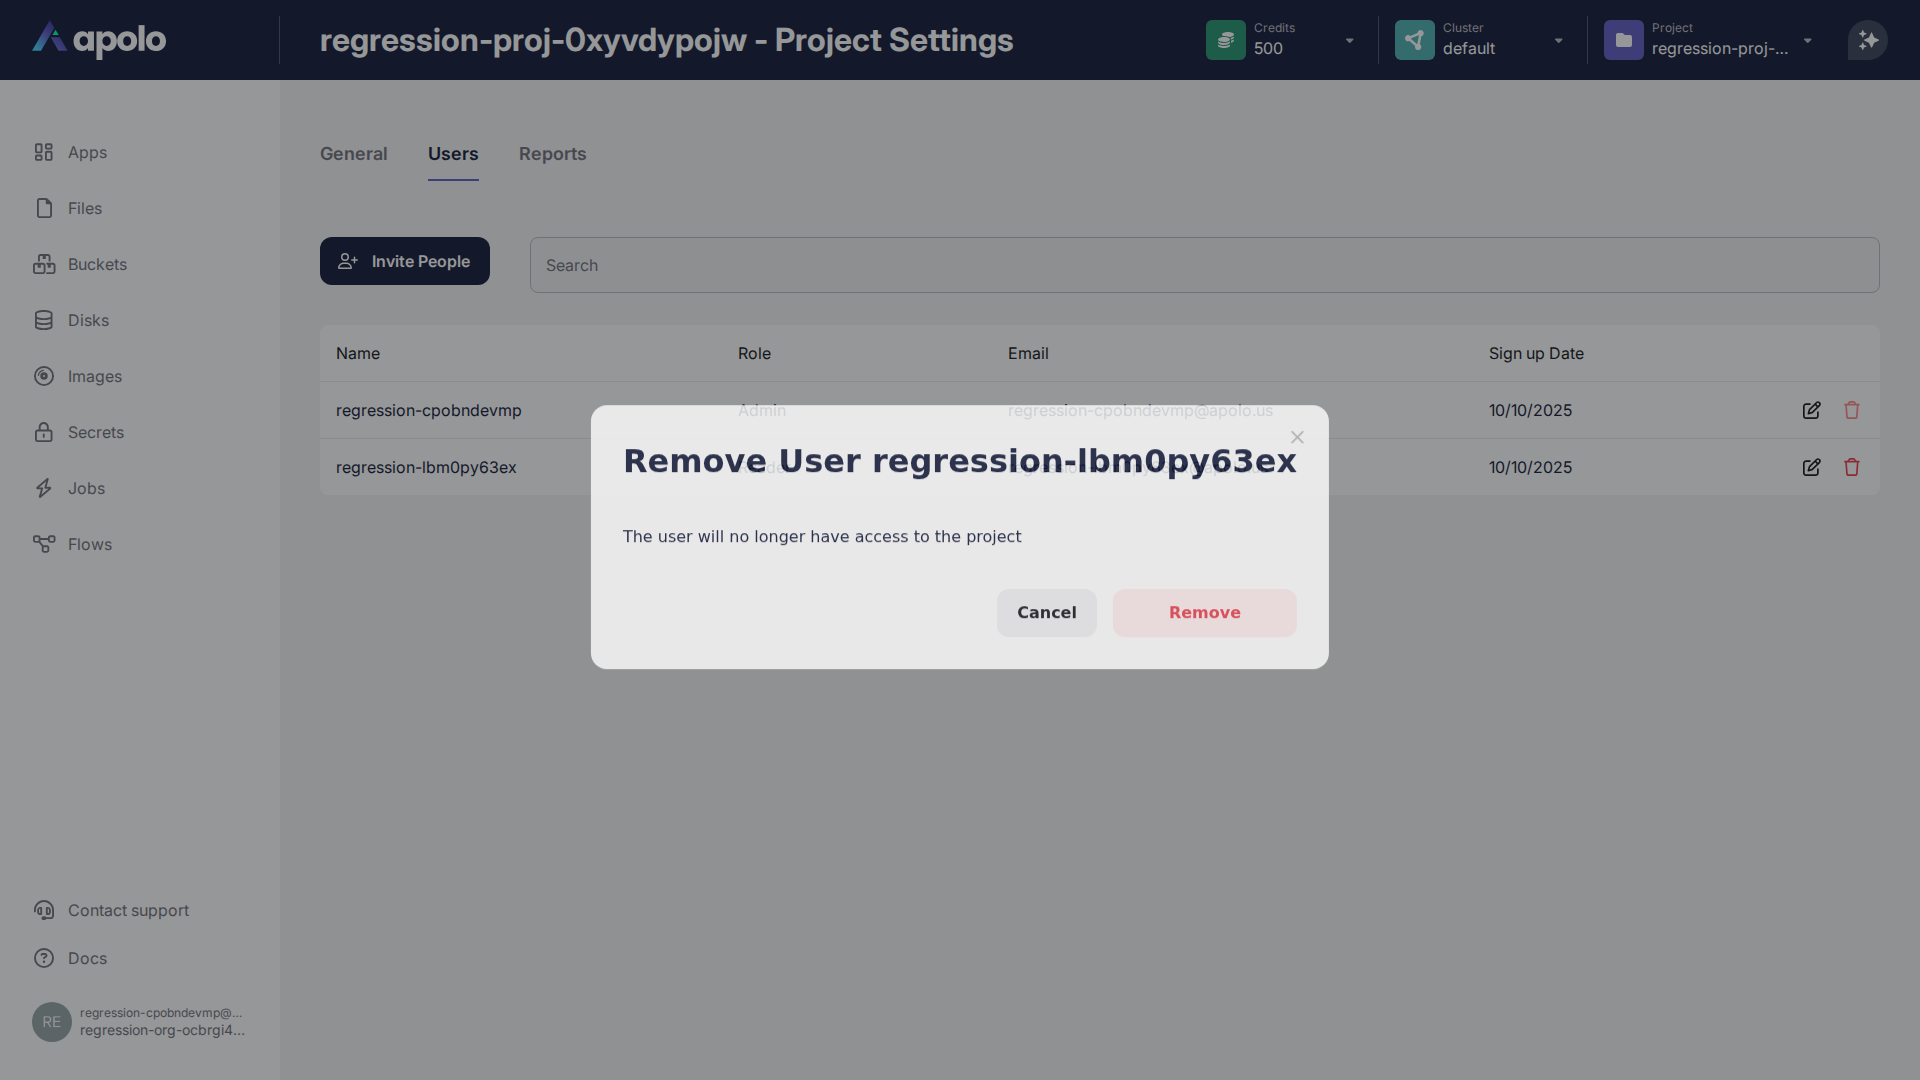 apolo
regression-proj-0xyvdypojw - Project Settings
Credits
500
Cluster
default
Project
regression-proj-...
Apps
Files
Buckets
Disks
Images
Secrets
Jobs
Flows
General
Users
Reports
Invite People
Search
Name
Role
Email
Sign up Date
regression-cpobndevmp
Admin
regression-cpobndevmp@apolo.us
10/10/2025
regression-lbm0py63ex
10/10/2025
Remove User regression-lbm0py63ex
The user will no longer have access to the project
Cancel
Remove
Contact support
Docs
RE
regression-cpobndevmp@...
regression-org-ocbrgi4...